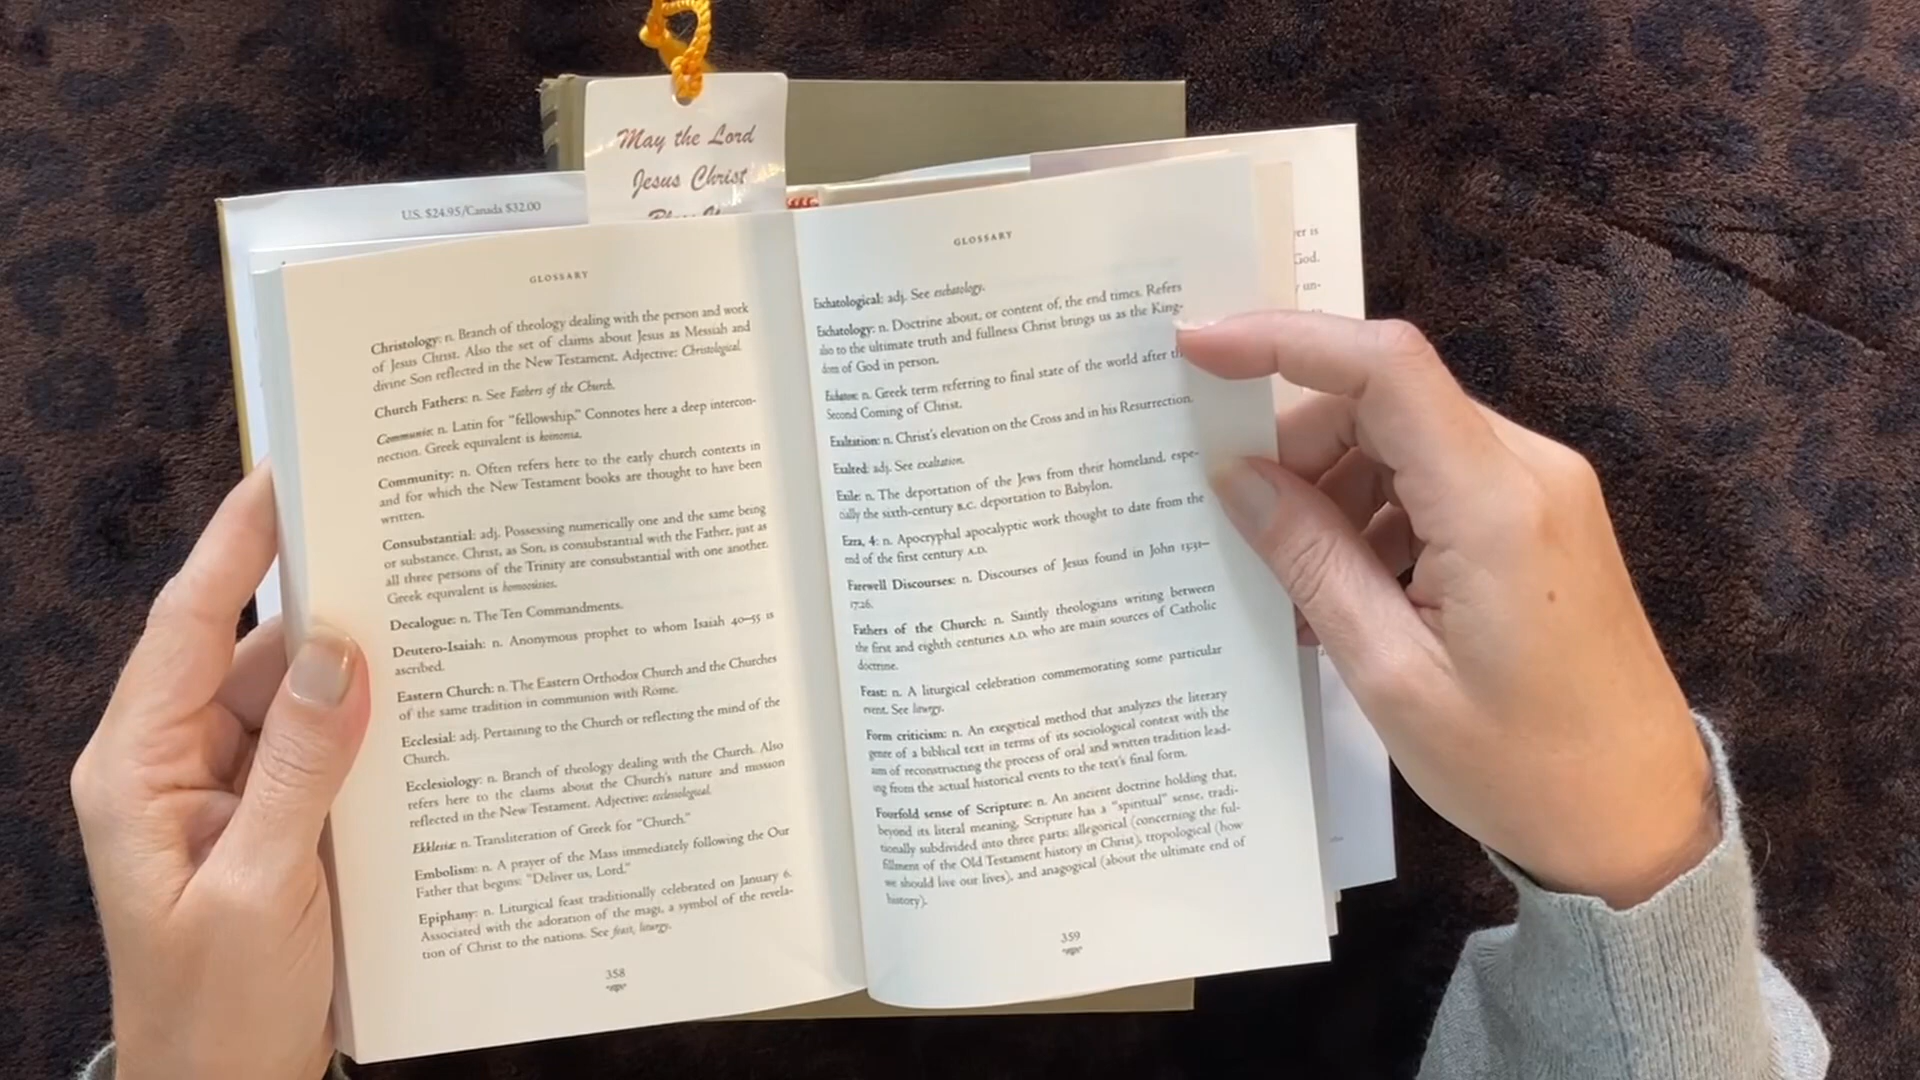 May the Lord
Jesus Christ
U.S. $24.95/Canada $32.00
GLOSSARY
Christology: n. Branch of theology dealing with the person and work
of Jesus Christ. Also the set of claims about Jesus as Messiah and
divine Son reflected in the New Testament. Adjective: Christological.
Church Fathers: n. See Fathers of the Church.
Communio: n. Latin for "fellowship." Connotes here a deep intercon-
nection. Greek equivalent is koinonia.
Community: n. Often refers here to the early church contexts in
and for which the New Testament books are thought to have been
written.
Consubstantial: adj. Possessing numerically one and the same being
or substance. Christ, as Son, is consubstantial with the Father, just as
all three persons of the Trinity are consubstantial with one another.
Greek equivalent is homoousios.
Decalogue: n. The Ten Commandments.
Deutero-Isaiah: n. Anonymous prophet to whom Isaiah 40–55 is
ascribed.
Eastern Church: n. The Eastern Orthodox Church and the Churches
of the same tradition in communion with Rome.
Ecclesial: adj. Pertaining to the Church or reflecting the mind of the
Church.
Ecclesiology: n. Branch of theology dealing with the Church. Also
refers here to the claims about the Church's nature and mission
reflected in the New Testament. Adjective: ecclesiological.
Ekklesia: n. Transliteration of Greek for "Church."
Embolism: n. A prayer of the Mass immediately following the Our
Father that begins: "Deliver us, Lord."
Epiphany: n. Liturgical feast traditionally celebrated on January 6.
Associated with the adoration of the magi, a symbol of the revela-
tion of Christ to the nations. See feast, liturgy.
358
GLOSSARY
Eschatological: adj. See eschatology.
Eschatology: n. Doctrine about, or content of, the end times. Refers
also to the ultimate truth and fullness Christ brings us as the King-
dom of God in person.
Eschaton: n. Greek term referring to final state of the world after
Second Coming of Christ.
Exaltation: n. Christ's elevation on the Cross and in his Resurrection.
Exalted: adj. See exaltation.
Exile: n. The deportation of the Jews from their homeland, espe-
cially the sixth-century B.C. deportation to Babylon.
Ezra, 4: n. Apocryphal apocalyptic work thought to date from the
end of the first century A.D.
Farewell Discourses: n. Discourses of Jesus found in John 13:31–
17:26.
Fathers of the Church: n. Saintly theologians writing between
the first and eighth centuries A.D. who are main sources of Catholic
doctrine.
Feast: n. A liturgical celebration commemorating some particular
event. See liturgy.
Form criticism: n. An exegetical method that analyzes the literary
genre of a biblical text in terms of its sociological context with the
aim of reconstructing the process of oral and written tradition lead-
ing from the actual historical events to the text's final form.
Fourfold sense of Scripture: n. An ancient doctrine holding that,
beyond its literal meaning, Scripture has a "spiritual" sense, tradi-
tionally subdivided into three parts: allegorical (concerning the ful-
fillment of the Old Testament history in Christ), tropological (how
we should live our lives), and anagogical (about the ultimate end of
history).
359
is
God.
un-